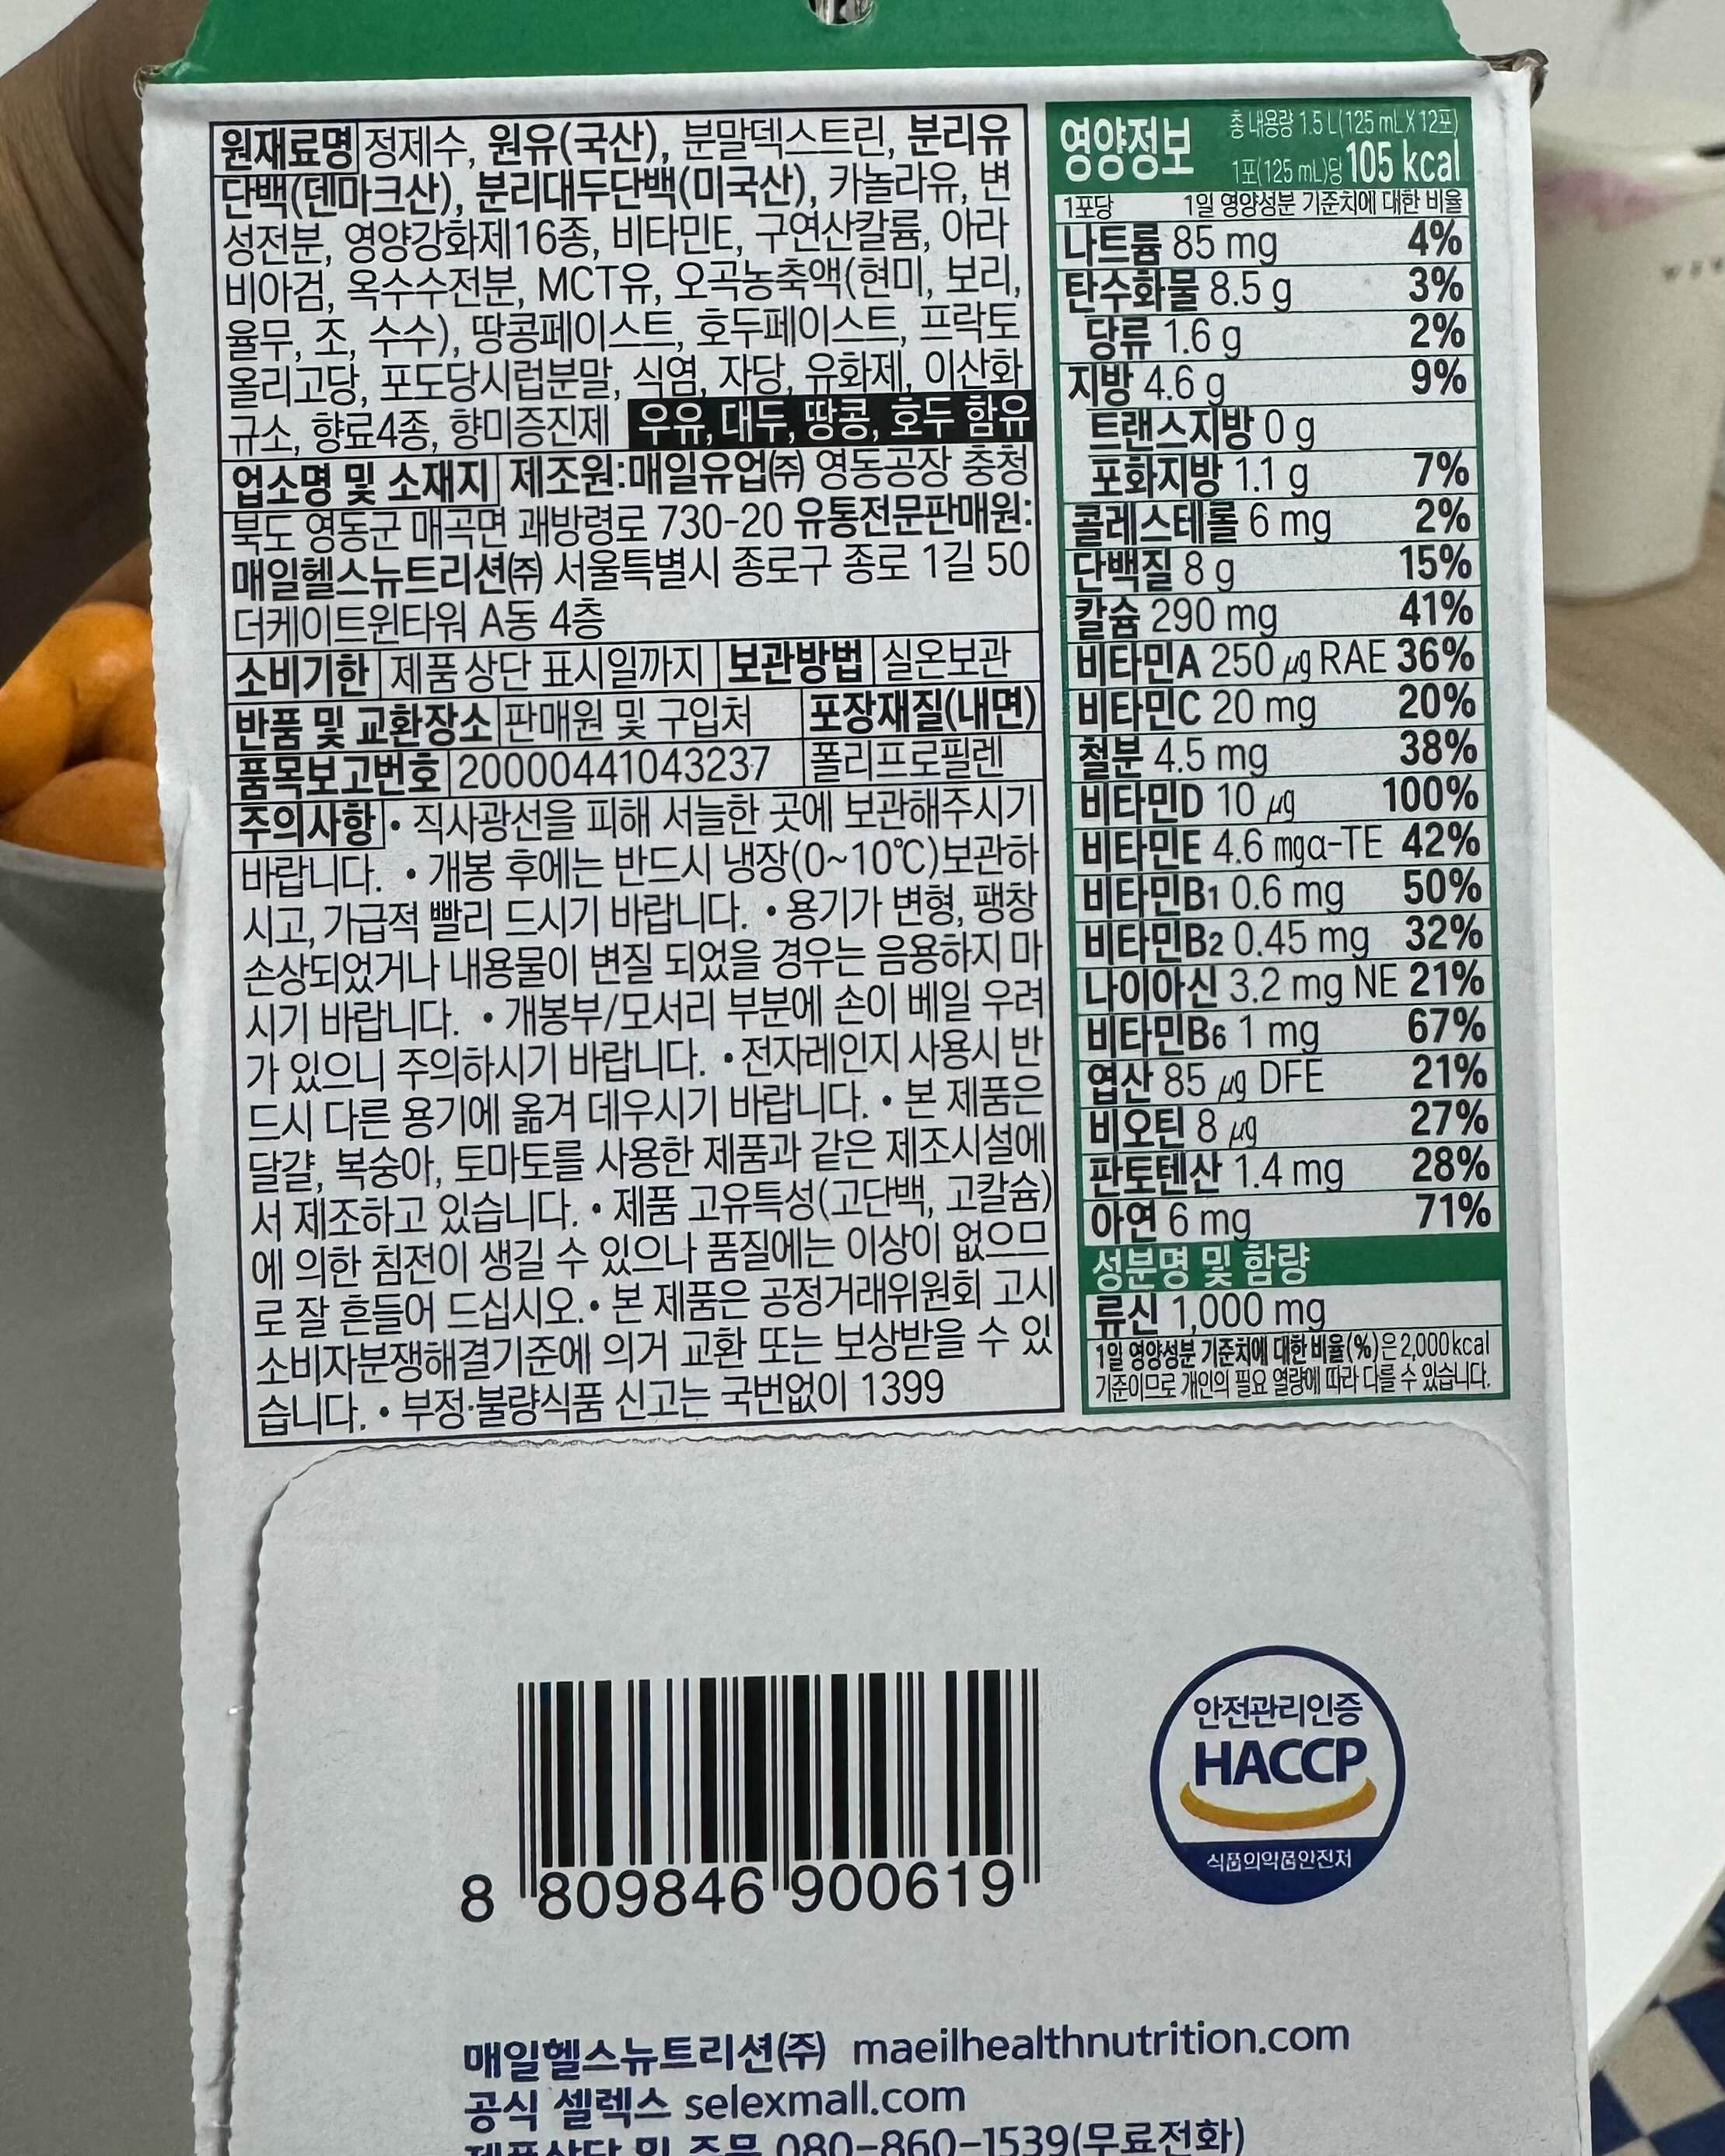 원재료명 정제수, 원유(국산), 분말덱스트린, 분리유
단백(덴마크산), 분리대두단백(미국산), 카놀라유, 변
성전분, 영양강화제16종, 비타민E, 구연산칼륨, 아라
비아검, 옥수수전분, MCT유, 오곡농축액(현미, 보리,
율무, 조, 수수), 땅콩페이스트, 호두페이스트, 프락토
올리고당, 포도당시럽분말, 식염, 자당, 유화제, 이산화
규소, 향료4종, 향미증진제 우유, 대두, 땅콩, 호두 함유
업소명 및 소재지 제조원:매일유업㈜ 영동공장 충청
북도 영동군 매곡면 괘방령로 730-20 유통전문판매원:
매일헬스뉴트리션㈜ 서울특별시 종로구 종로 1길 50
더케이트윈타워 A동 4층
소비기한 제품 상단 표시일까지 보관방법 실온보관
반품 및 교환장소 판매원 및 구입처 포장재질(내면)
품목보고번호 20000441043237 폴리프로필렌
주의사항 • 직사광선을 피해 서늘한 곳에 보관해주시기
바랍니다. • 개봉 후에는 반드시 냉장(0~10℃)보관하
시고, 가급적 빨리 드시기 바랍니다. • 용기가 변형, 팽창
손상되었거나 내용물이 변질 되었을 경우는 음용하지 마
시기 바랍니다. • 개봉부/모서리 부분에 손이 베일 우려
가 있으니 주의하시기 바랍니다. • 전자레인지 사용시 반
드시 다른 용기에 옮겨 데우시기 바랍니다. • 본 제품은
달걀, 복숭아, 토마토를 사용한 제품과 같은 제조시설에
서 제조하고 있습니다. • 제품 고유특성(고단백, 고칼슘)
에 의한 침전이 생길 수 있으나 품질에는 이상이 없으므
로 잘 흔들어 드십시오. • 본 제품은 공정거래위원회 고시
소비자분쟁해결기준에 의거 교환 또는 보상받을 수 있
습니다. • 부정·불량식품 신고는 국번없이 1399
영양정보 총 내용량 1.5 L(125 mL X 12포)
1포(125 mL)당 105 kcal
1포당 1일 영양성분 기준치에 대한 비율
나트륨 85 mg 4%
탄수화물 8.5 g 3%
당류 1.6 g 2%
지방 4.6 g 9%
트랜스지방 0 g
포화지방 1.1 g 7%
콜레스테롤 6 mg 2%
단백질 8 g 15%
칼슘 290 mg 41%
비타민A 250 μg RAE 36%
비타민C 20 mg 20%
철분 4.5 mg 38%
비타민D 10 μg 100%
비타민E 4.6 mgα-TE 42%
비타민B1 0.6 mg 50%
비타민B2 0.45 mg 32%
나이아신 3.2 mg NE 21%
비타민B6 1 mg 67%
엽산 85 μg DFE 21%
비오틴 8 μg 27%
판토텐산 1.4 mg 28%
아연 6 mg 71%
성분명 및 함량
류신 1,000 mg
1일 영양성분 기준치에 대한 비율(%)은 2,000 kcal
기준이므로 개인의 필요 열량에 따라 다를 수 있습니다.
8 809846 900619
안전관리인증
HACCP
식품의약품안전처
매일헬스뉴트리션(주) maeilhealthnutrition.com
공식 셀렉스 selexmall.com
제품상담 및 주문 080-860-1539(무료전화)